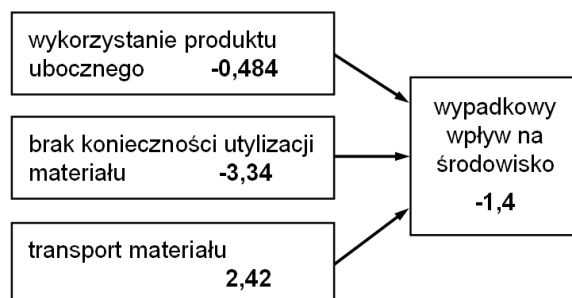 wykorzystanie produktu
ubocznego -0,484
brak konieczności utylizacji
materiału -3,34
transport materiału
2,42
wypadkowy
wpływ na
środowisko
-1,4